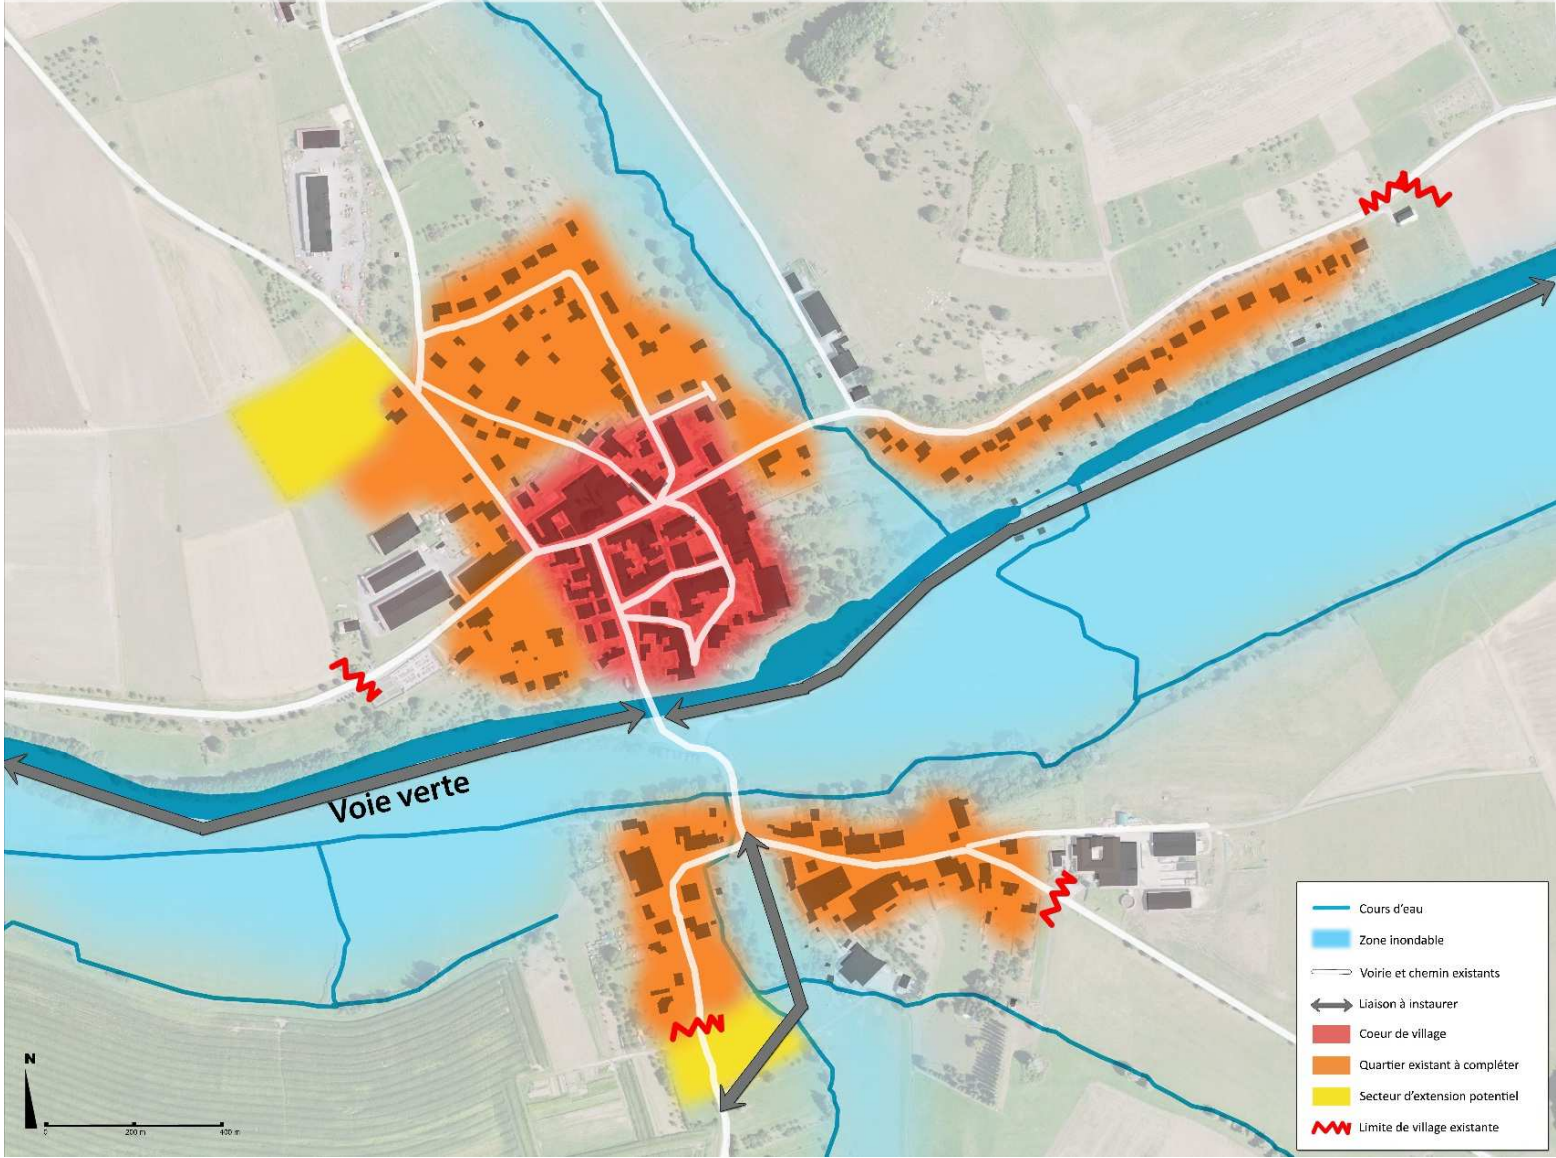 Voie verte
Cours d'eau
Zone inondable
Voirie et chemin existants
Liaison à instaurer
Coeur de village
Quartier existant à compléter
Secteur d'extension potentiel
Limite de village existante
N
0 200 m 400 m